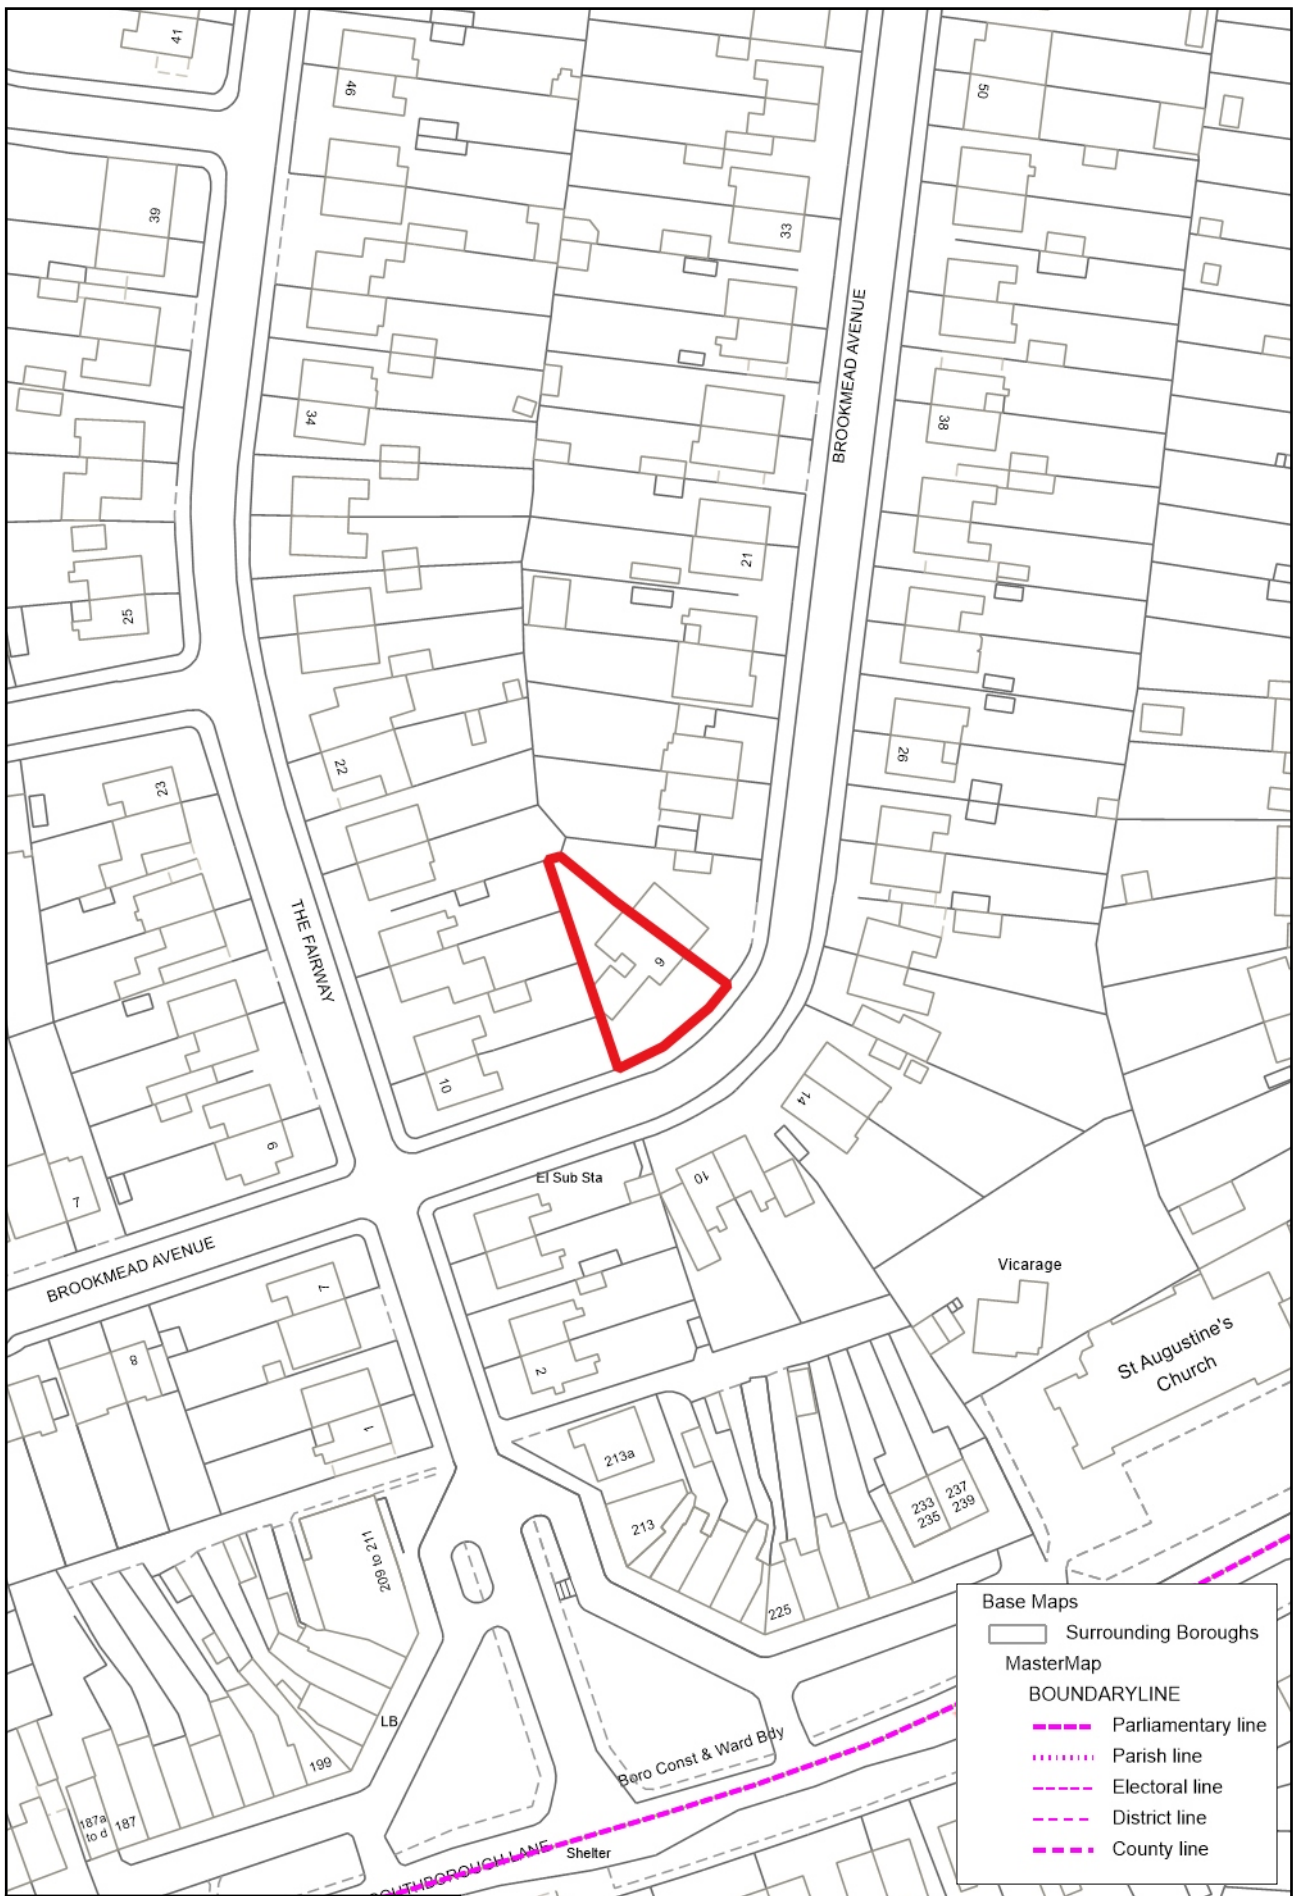 41
46
50
39
33
BROOKMEAD AVENUE
34
38
21
25
22
26
23
THE FAIRWAY
9
10
14
6
El Sub Sta
10
7
BROOKMEAD AVENUE
Vicarage
7
8
2
St Augustine's
Church
1
213a
237
239
233
235
213
209 to 211
225
LB
199
Boro Const & Ward Bdy
187a
to d
187
Shelter
SOUTHBOROUGH LANE
Base Maps
Surrounding Boroughs
MasterMap
BOUNDARYLINE
Parliamentary line
Parish line
Electoral line
District line
County line